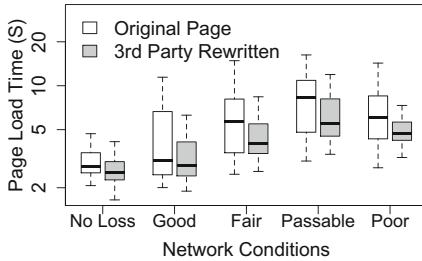 Original Page
3rd Party Rewritten
Page Load Time (S)
20
10
5
2
No Loss Good Fair Passable Poor
Network Conditions